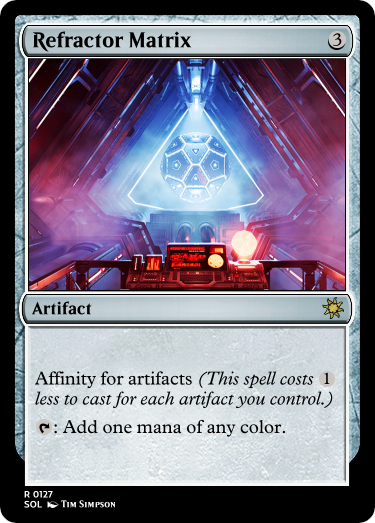 Refractor Matrix 3
Artifact
Affinity for artifacts (This spell costs 1
less to cast for each artifact you control.)
: Add one mana of any color.
R 0127
SOL Tim Simpson